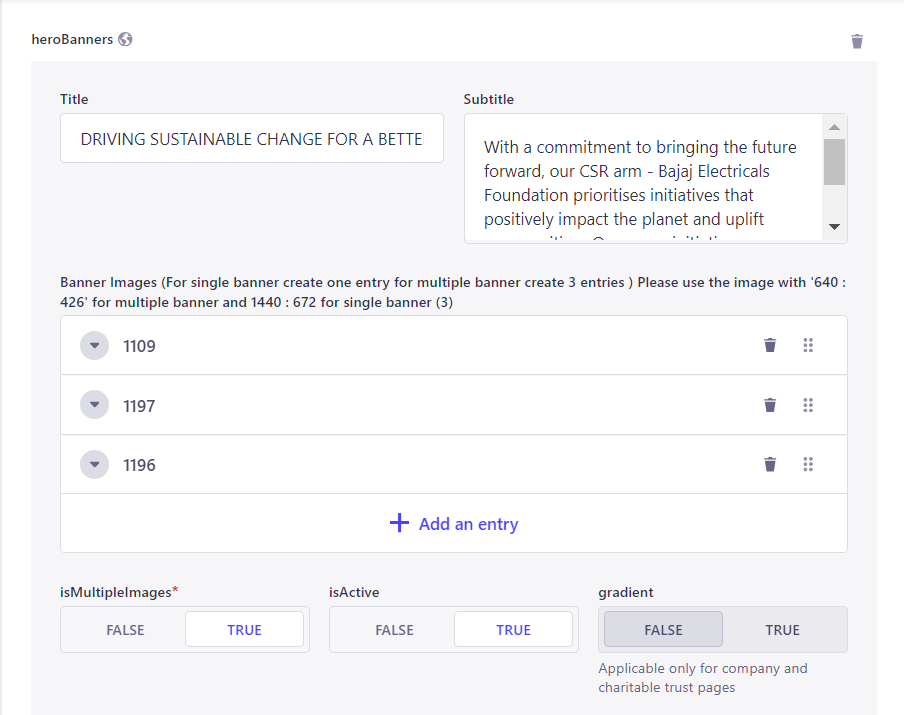 heroBanners
Title
Subtitle
DRIVING SUSTAINABLE CHANGE FOR A BETTE
With a commitment to bringing the future
forward, our CSR arm - Bajaj Electricals
Foundation prioritises initiatives that
positively impact the planet and uplift
Banner Images (For single banner create one entry for multiple banner create 3 entries ) Please use the image with '640 :
426' for multiple banner and 1440 : 672 for single banner (3)
1109
1197
1196
Add an entry
isMultipleImages*
isActive
gradient
FALSE TRUE
FALSE TRUE
FALSE TRUE
Applicable only for company and
charitable trust pages